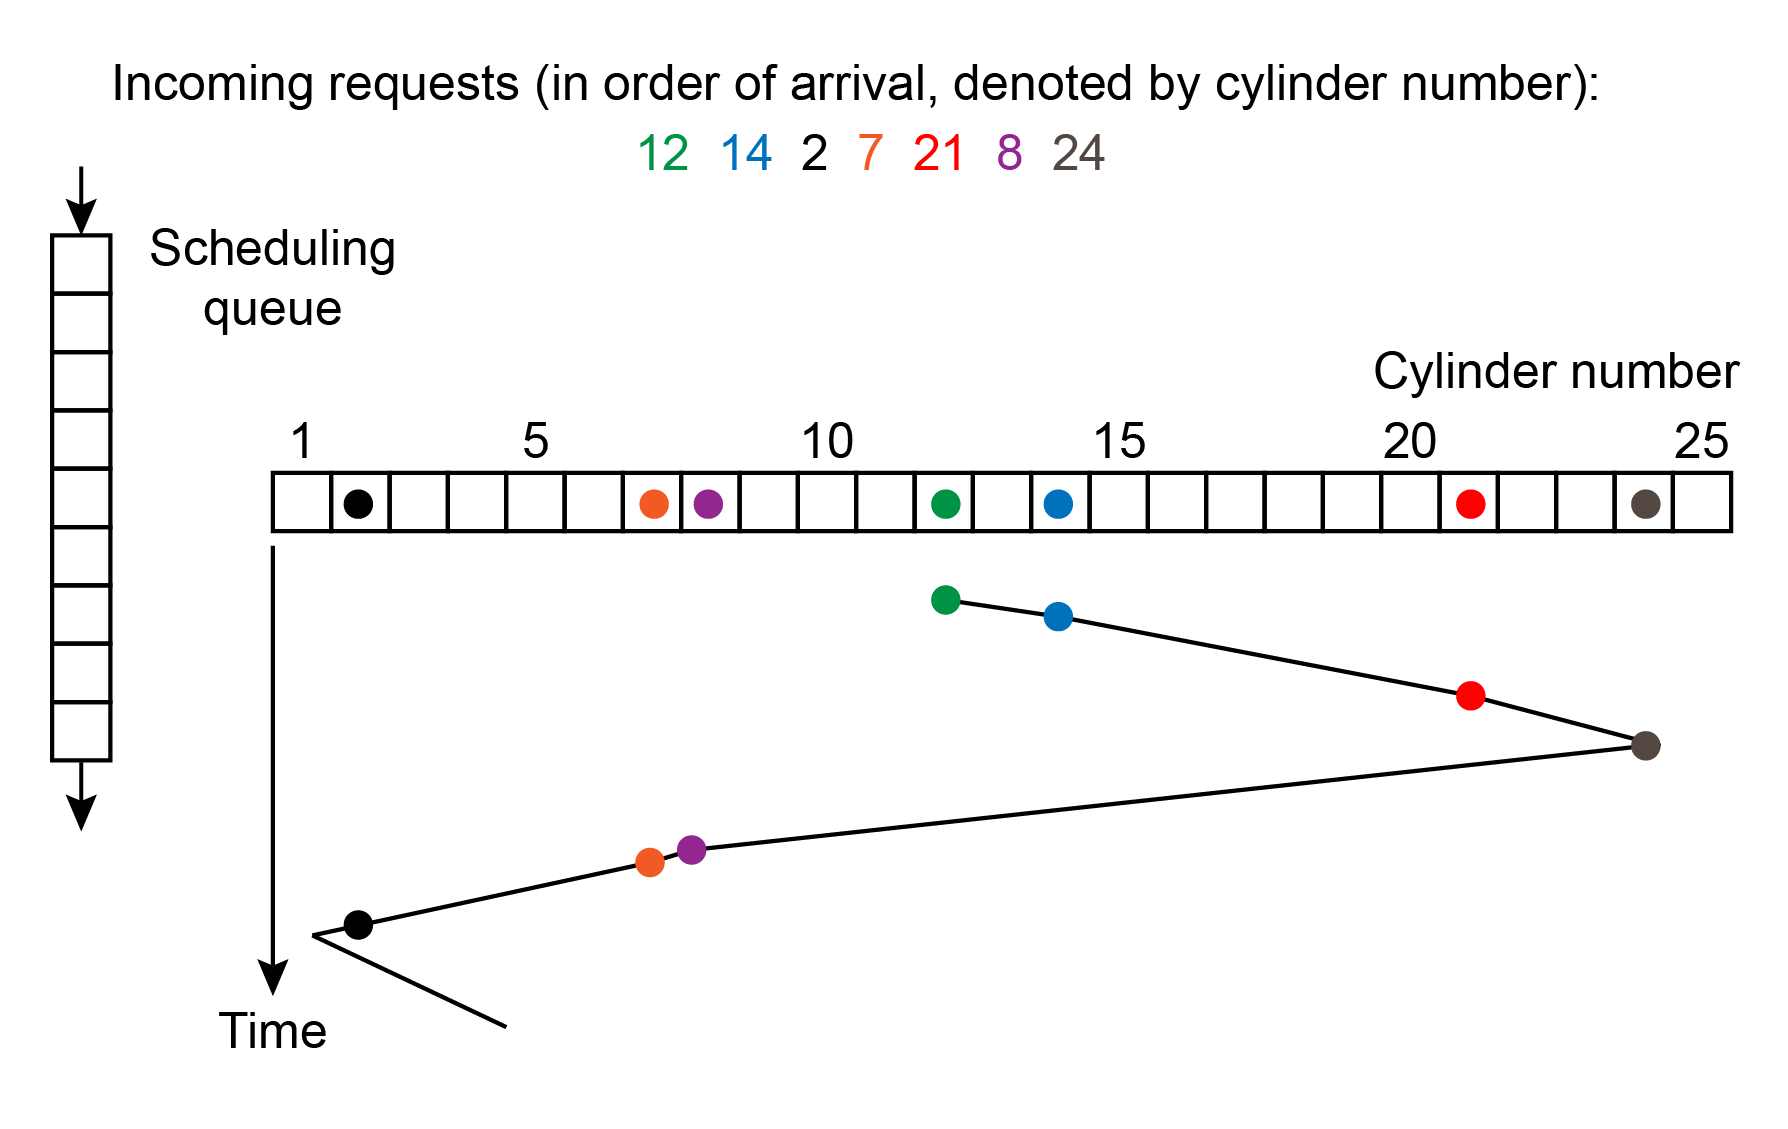 Incoming requests (in order of arrival, denoted by cylinder number):
12 14 2 7 21 8 24
Scheduling
queue
Cylinder number
1 5 10 15 20 25
Time